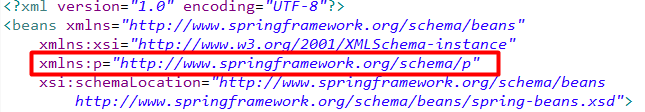 <?xml version="1.0" encoding="UTF-8"?>
<beans xmlns="http://www.springframework.org/schema/beans"
xmlns:xsi="http://www.w3.org/2001/XMLSchema-instance"
xmlns:p="http://www.springframework.org/schema/p"
xsi:schemaLocation="http://www.springframework.org/schema/beans
http://www.springframework.org/schema/beans/spring-beans.xsd">